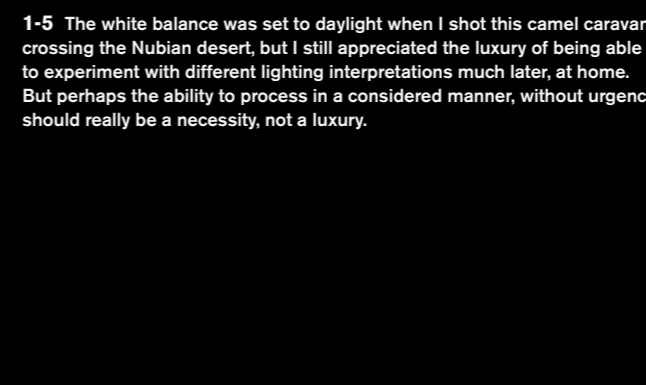 1-5 The white balance was set to daylight when I shot this camel caravan
crossing the Nubian desert, but I still appreciated the luxury of being able
to experiment with different lighting interpretations much later, at home.
But perhaps the ability to process in a considered manner, without urgenc
should really be a necessity, not a luxury.